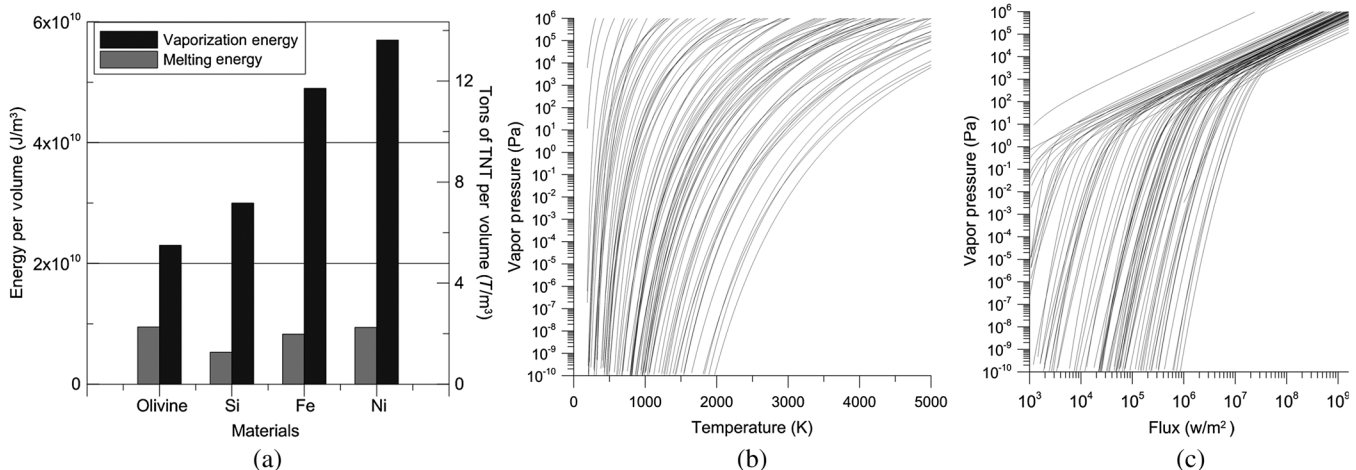 6x10¹⁰
4x10¹⁰
2x10¹⁰
0
Energy per volume (J/m³)
Vaporization energy
Melting energy
12
8
4
0
Tons of TNT per volume (T/m³)
Olivine Si Fe Ni
Materials
(a)
10⁶
10⁵
10⁴
10³
10²
10¹
10⁰
10⁻¹
10⁻²
10⁻³
10⁻⁴
10⁻⁵
10⁻⁶
10⁻⁷
10⁻⁸
10⁻⁹
10⁻¹⁰
Vapor pressure (Pa)
0 1000 2000 3000 4000 5000
Temperature (K)
(b)
10⁶
10⁵
10⁴
10³
10²
10¹
10⁰
10⁻¹
10⁻²
10⁻³
10⁻⁴
10⁻⁵
10⁻⁶
10⁻⁷
10⁻⁸
10⁻⁹
10⁻¹⁰
Vapor pressure (Pa)
10³ 10⁴ 10⁵ 10⁶ 10⁷ 10⁸ 10⁹
Flux (w/m²)
(c)